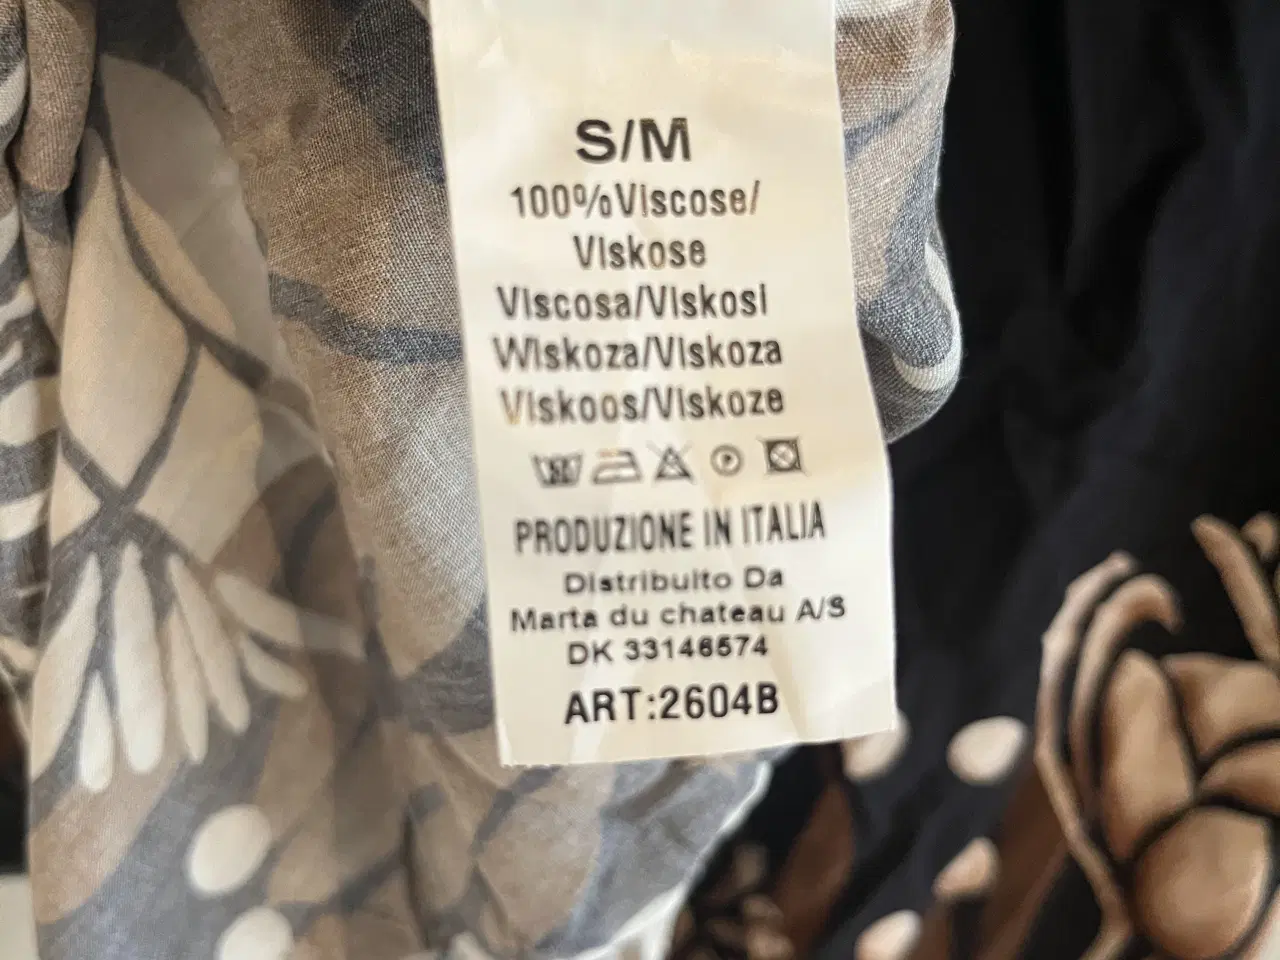 S/M
100%Viscose/
Viskose
Viscosa/Viskosi
Wiskoza/Viskoza
Viskoos/Viskoze
PRODUZIONE IN ITALIA
Distribuito Da
Marta du chateau A/S
DK 33146574
ART:2604B